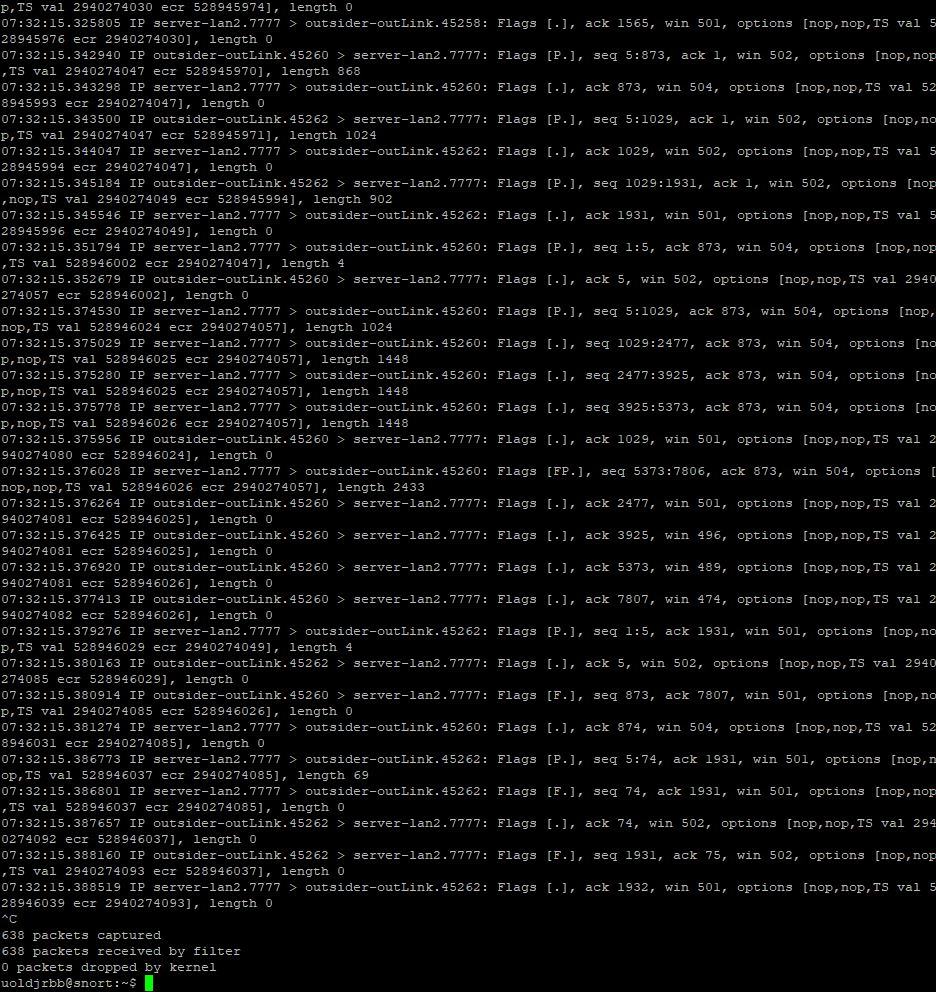 p,TS val 2940274030 ecr 528945974], length 0
07:32:15.325805 IP server-lan2.7777 > outsider-outLink.45258: Flags [.], ack 1565, win 501, options [nop,nop,TS val 5
28945976 ecr 2940274030], length 0
07:32:15.342940 IP outsider-outLink.45260 > server-lan2.7777: Flags [P.], seq 5:873, ack 1, win 502, options [nop,nop
,TS val 2940274047 ecr 528945970], length 868
07:32:15.343298 IP server-lan2.7777 > outsider-outLink.45260: Flags [.], ack 873, win 504, options [nop,nop,TS val 52
8945993 ecr 2940274047], length 0
07:32:15.343500 IP outsider-outLink.45262 > server-lan2.7777: Flags [P.], seq 5:1029, ack 1, win 502, options [nop,no
p,TS val 2940274047 ecr 528945971], length 1024
07:32:15.344047 IP server-lan2.7777 > outsider-outLink.45262: Flags [.], ack 1029, win 502, options [nop,nop,TS val 5
28945994 ecr 2940274047], length 0
07:32:15.345184 IP outsider-outLink.45262 > server-lan2.7777: Flags [P.], seq 1029:1931, ack 1, win 502, options [nop
,nop,TS val 2940274049 ecr 528945994], length 902
07:32:15.345546 IP server-lan2.7777 > outsider-outLink.45262: Flags [.], ack 1931, win 501, options [nop,nop,TS val 5
28945996 ecr 2940274049], length 0
07:32:15.351794 IP server-lan2.7777 > outsider-outLink.45260: Flags [P.], seq 1:5, ack 873, win 504, options [nop,nop
,TS val 528946002 ecr 2940274047], length 4
07:32:15.352679 IP outsider-outLink.45260 > server-lan2.7777: Flags [.], ack 5, win 502, options [nop,nop,TS val 2940
274057 ecr 528946002], length 0
07:32:15.374530 IP server-lan2.7777 > outsider-outLink.45260: Flags [P.], seq 5:1029, ack 873, win 504, options [nop,
nop,TS val 528946024 ecr 2940274057], length 1024
07:32:15.375029 IP server-lan2.7777 > outsider-outLink.45260: Flags [.], seq 1029:2477, ack 873, win 504, options [no
p,nop,TS val 528946025 ecr 2940274057], length 1448
07:32:15.375280 IP server-lan2.7777 > outsider-outLink.45260: Flags [.], seq 2477:3925, ack 873, win 504, options [no
p,nop,TS val 528946025 ecr 2940274057], length 1448
07:32:15.375778 IP server-lan2.7777 > outsider-outLink.45260: Flags [.], seq 3925:5373, ack 873, win 504, options [no
p,nop,TS val 528946026 ecr 2940274057], length 1448
07:32:15.375956 IP outsider-outLink.45260 > server-lan2.7777: Flags [.], ack 1029, win 501, options [nop,nop,TS val 2
940274080 ecr 528946024], length 0
07:32:15.376028 IP server-lan2.7777 > outsider-outLink.45260: Flags [FP.], seq 5373:7806, ack 873, win 504, options [
nop,nop,TS val 528946026 ecr 2940274057], length 2433
07:32:15.376264 IP outsider-outLink.45260 > server-lan2.7777: Flags [.], ack 2477, win 501, options [nop,nop,TS val 2
940274081 ecr 528946025], length 0
07:32:15.376425 IP outsider-outLink.45260 > server-lan2.7777: Flags [.], ack 3925, win 496, options [nop,nop,TS val 2
940274081 ecr 528946025], length 0
07:32:15.376920 IP outsider-outLink.45260 > server-lan2.7777: Flags [.], ack 5373, win 489, options [nop,nop,TS val 2
940274081 ecr 528946026], length 0
07:32:15.377413 IP outsider-outLink.45260 > server-lan2.7777: Flags [.], ack 7807, win 474, options [nop,nop,TS val 2
940274082 ecr 528946026], length 0
07:32:15.379276 IP server-lan2.7777 > outsider-outLink.45262: Flags [P.], seq 1:5, ack 1931, win 501, options [nop,no
p,TS val 528946029 ecr 2940274049], length 4
07:32:15.380163 IP outsider-outLink.45262 > server-lan2.7777: Flags [.], ack 5, win 502, options [nop,nop,TS val 2940
274085 ecr 528946029], length 0
07:32:15.380914 IP outsider-outLink.45260 > server-lan2.7777: Flags [F.], seq 873, ack 7807, win 501, options [nop,no
p,TS val 2940274085 ecr 528946026], length 0
07:32:15.381274 IP server-lan2.7777 > outsider-outLink.45260: Flags [.], ack 874, win 504, options [nop,nop,TS val 52
8946031 ecr 2940274085], length 0
07:32:15.386773 IP server-lan2.7777 > outsider-outLink.45262: Flags [P.], seq 5:74, ack 1931, win 501, options [nop,n
op,TS val 528946037 ecr 2940274085], length 69
07:32:15.386801 IP server-lan2.7777 > outsider-outLink.45262: Flags [F.], seq 74, ack 1931, win 501, options [nop,nop
,TS val 528946037 ecr 2940274085], length 0
07:32:15.387657 IP outsider-outLink.45262 > server-lan2.7777: Flags [.], ack 74, win 502, options [nop,nop,TS val 294
0274092 ecr 528946037], length 0
07:32:15.388160 IP outsider-outLink.45262 > server-lan2.7777: Flags [F.], seq 1931, ack 75, win 502, options [nop,nop
,TS val 2940274093 ecr 528946037], length 0
07:32:15.388519 IP server-lan2.7777 > outsider-outLink.45262: Flags [.], ack 1932, win 501, options [nop,nop,TS val 5
28946039 ecr 2940274093], length 0
^C
638 packets captured
638 packets received by filter
0 packets dropped by kernel
uoldjrbb@snort:~$